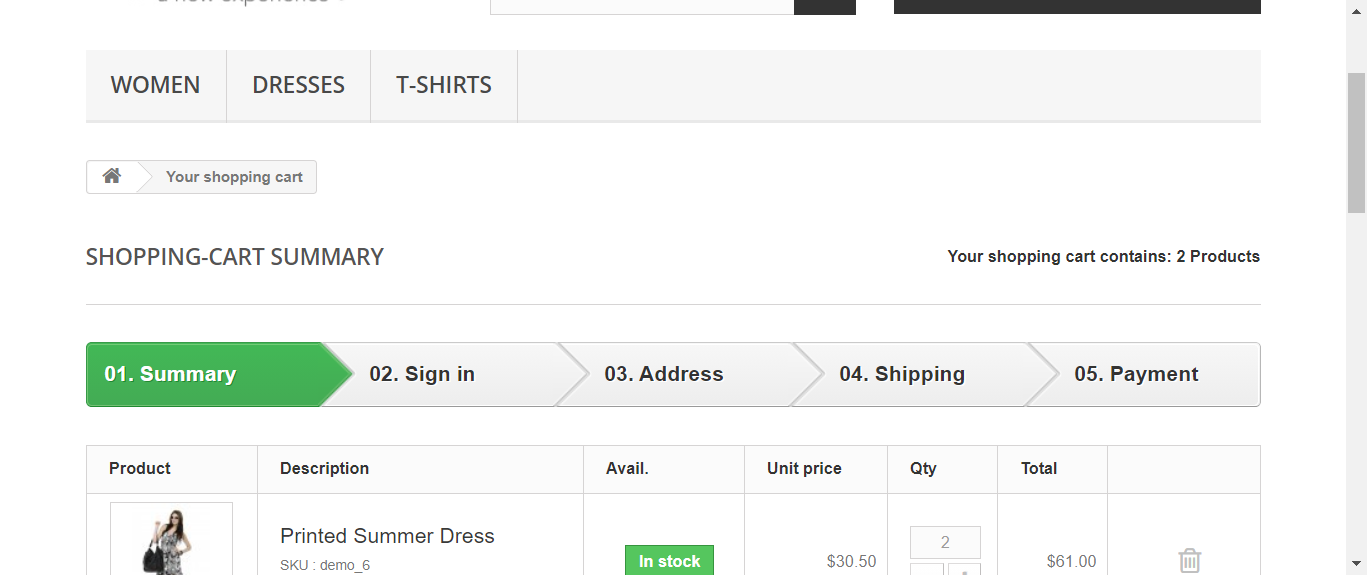 a new experience
WOMEN DRESSES T-SHIRTS
Your shopping cart
SHOPPING-CART SUMMARY Your shopping cart contains: 2 Products
01. Summary 02. Sign in 03. Address 04. Shipping 05. Payment
Product Description Avail. Unit price Qty Total
Printed Summer Dress
2
In stock $30.50 $61.00
SKU : demo_6